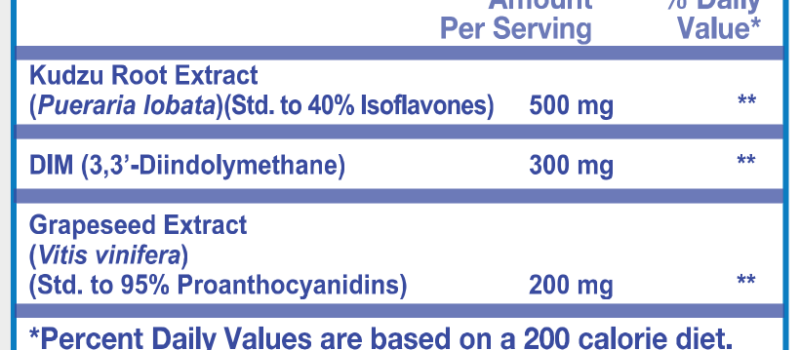 Amount % Daily
Per Serving Value*
Kudzu Root Extract
(Pueraria lobata)(Std. to 40% Isoflavones) 500 mg **
DIM (3,3’-Diindolymethane) 300 mg **
Grapeseed Extract
(Vitis vinifera)
(Std. to 95% Proanthocyanidins) 200 mg **
*Percent Daily Values are based on a 200 calorie diet.